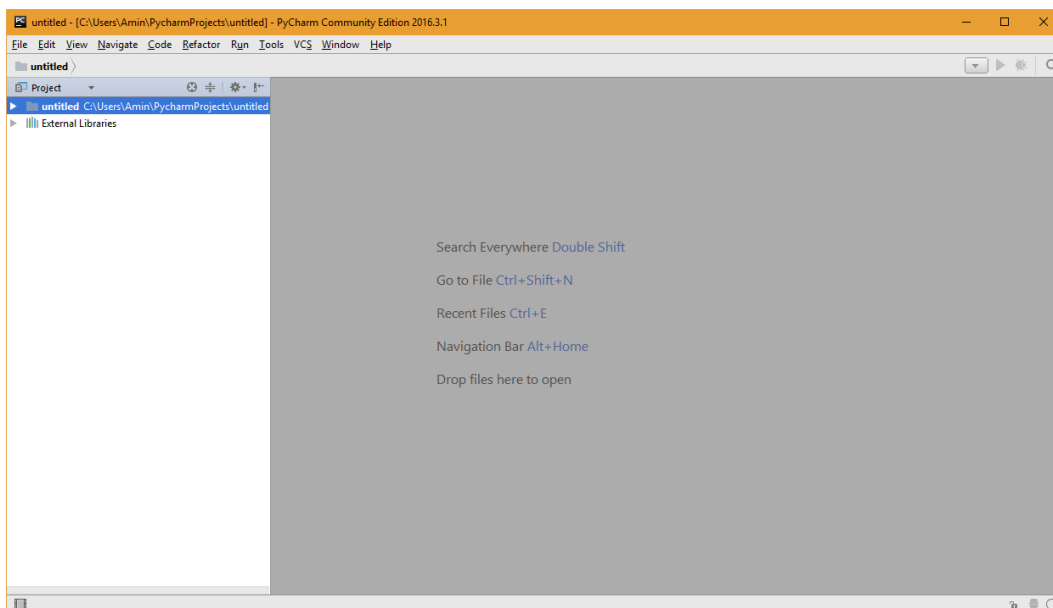 PC untitled - [C:\Users\Amin\PycharmProjects\untitled] - PyCharm Community Edition 2016.3.1
File Edit View Navigate Code Refactor Run Tools VCS Window Help
untitled
Project
untitled C:\Users\Amin\PycharmProjects\untitled
External Libraries
Search Everywhere Double Shift
Go to File Ctrl+Shift+N
Recent Files Ctrl+E
Navigation Bar Alt+Home
Drop files here to open